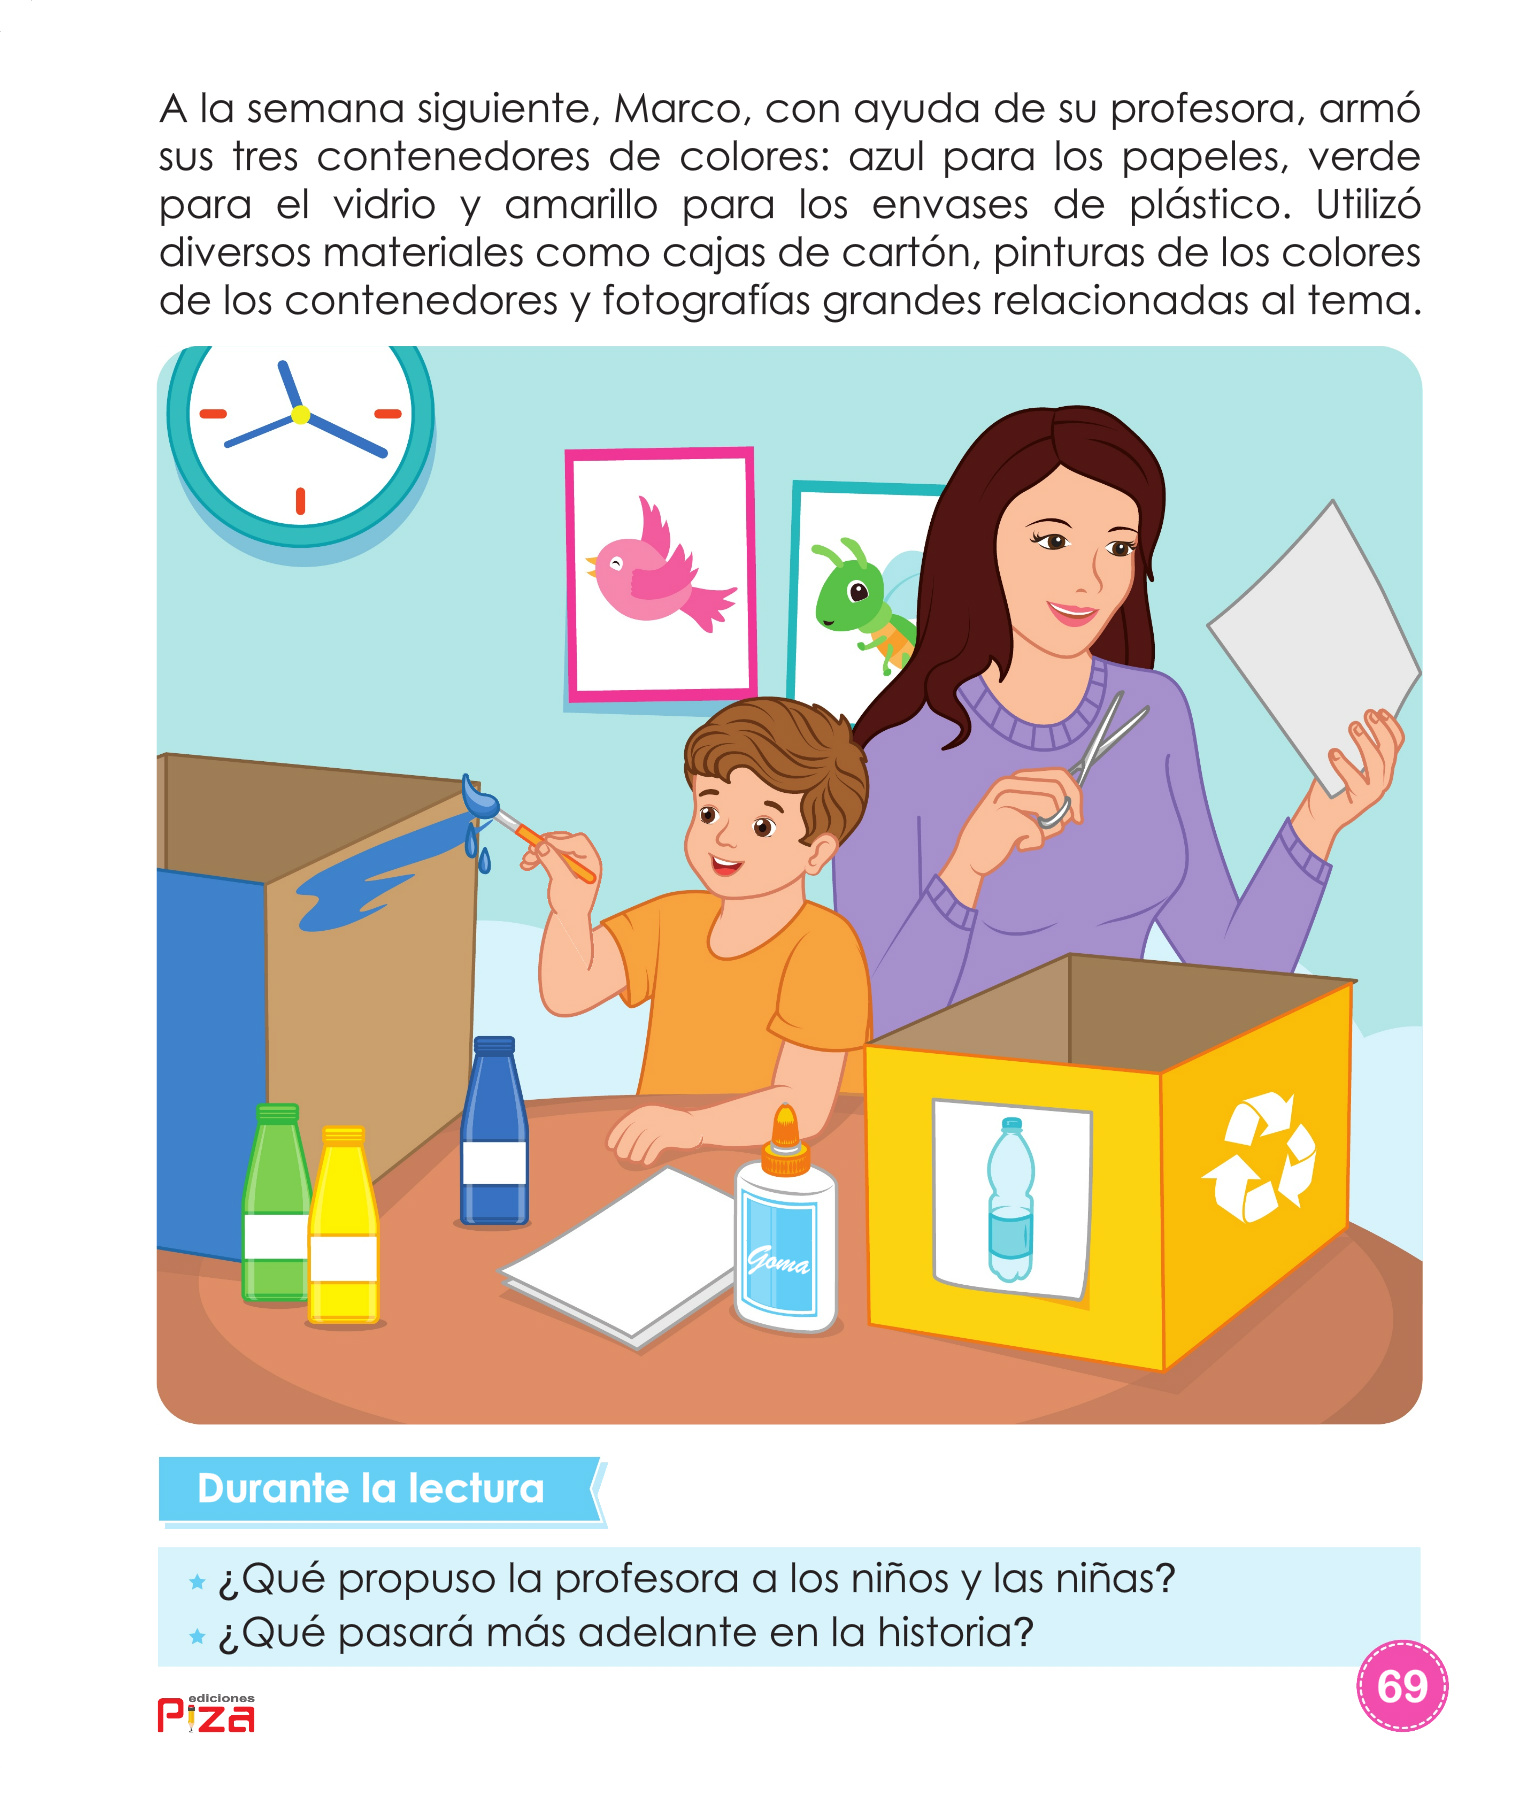 A la semana siguiente, Marco, con ayuda de su profesora, armó
sus tres contenedores de colores: azul para los papeles, verde
para el vidrio y amarillo para los envases de plástico. Utilizó
diversos materiales como cajas de cartón, pinturas de los colores
de los contenedores y fotografías grandes relacionadas al tema.
Goma
Durante la lectura
¿Qué propuso la profesora a los niños y las niñas?
¿Qué pasará más adelante en la historia?
69
ediciones
Piza